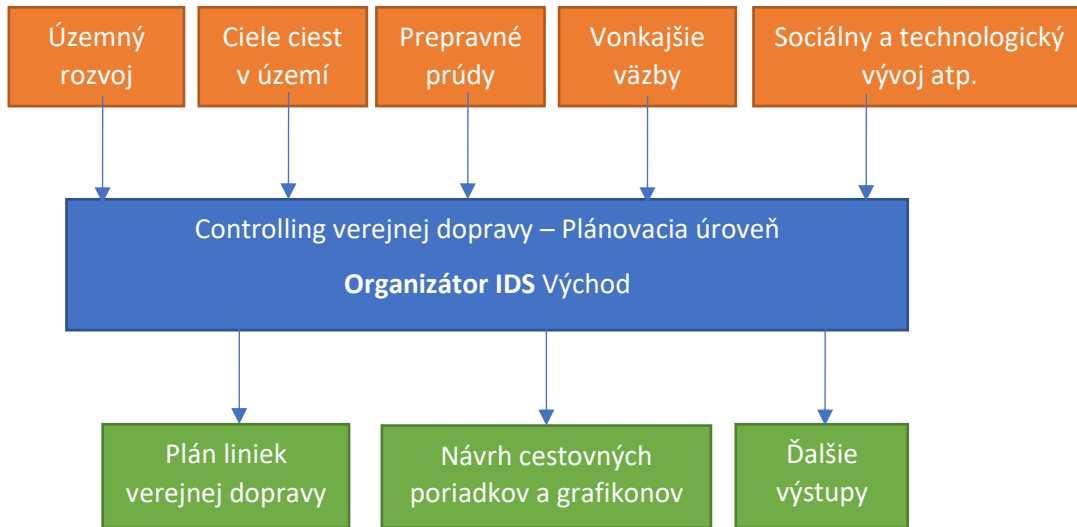 Územný
rozvoj
Ciele ciest
v území
Prepravné
prúdy
Vonkajšie
väzby
Sociálny a technologický
vývoj atp.
Controlling verejnej dopravy – Plánovacia úroveň
Organizátor IDS Východ
Plán liniek
verejnej dopravy
Návrh cestovných
poriadkov a grafikonov
Ďalšie
výstupy